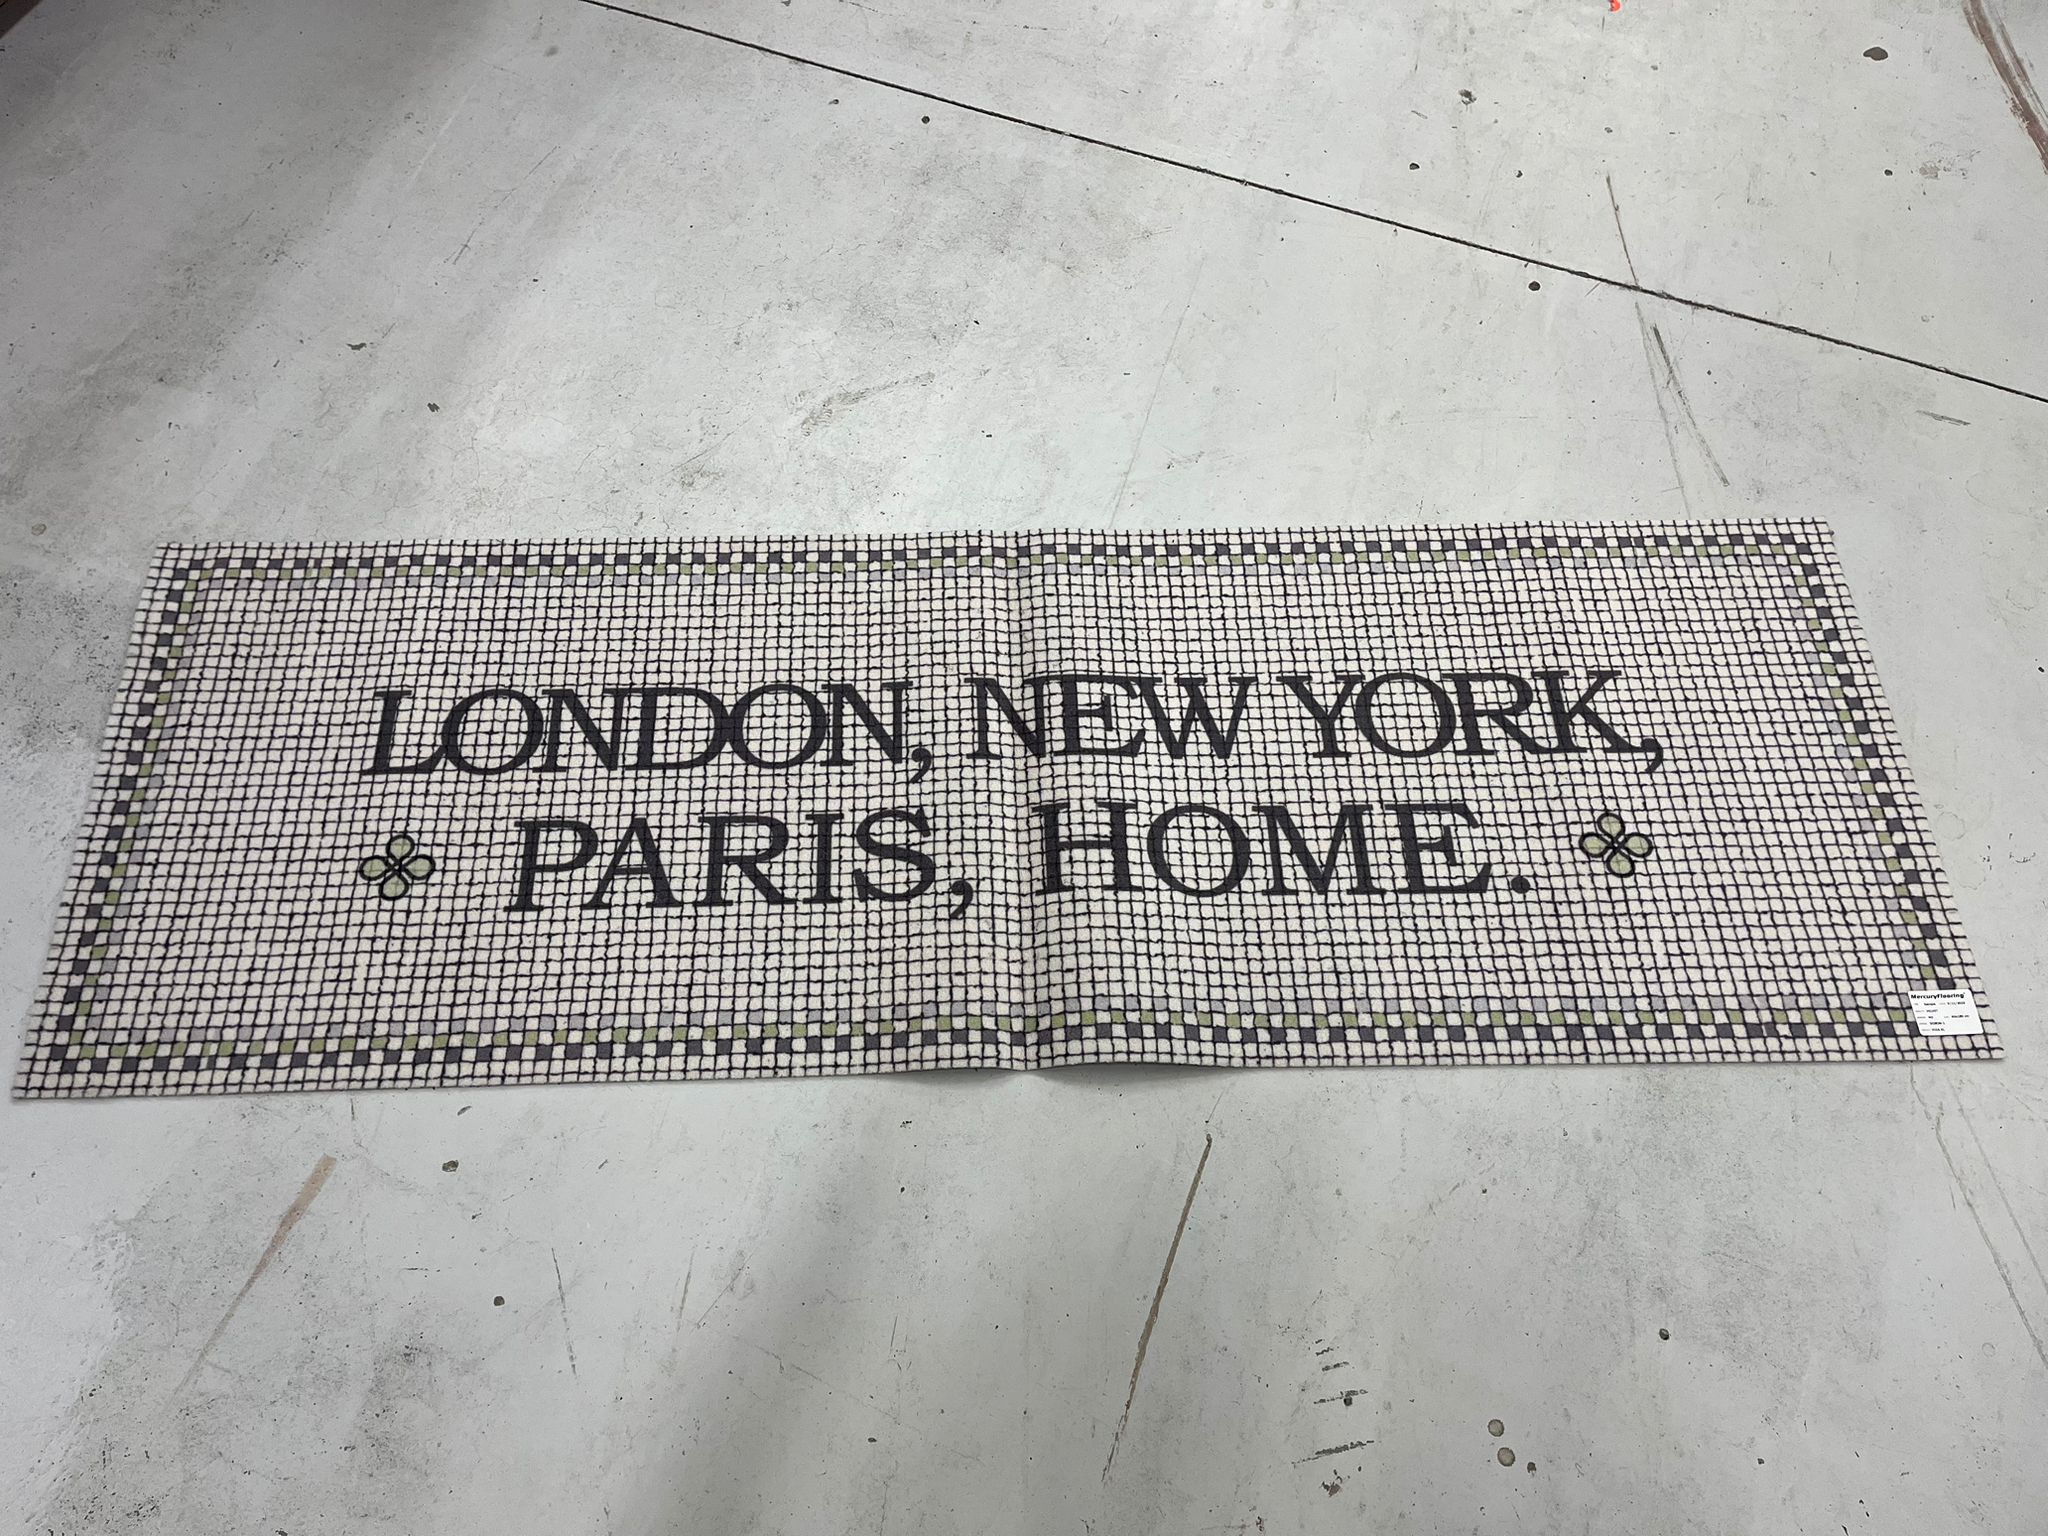 LONDON, NEW YORK,
PARIS, HOME.
MercuryFlooring